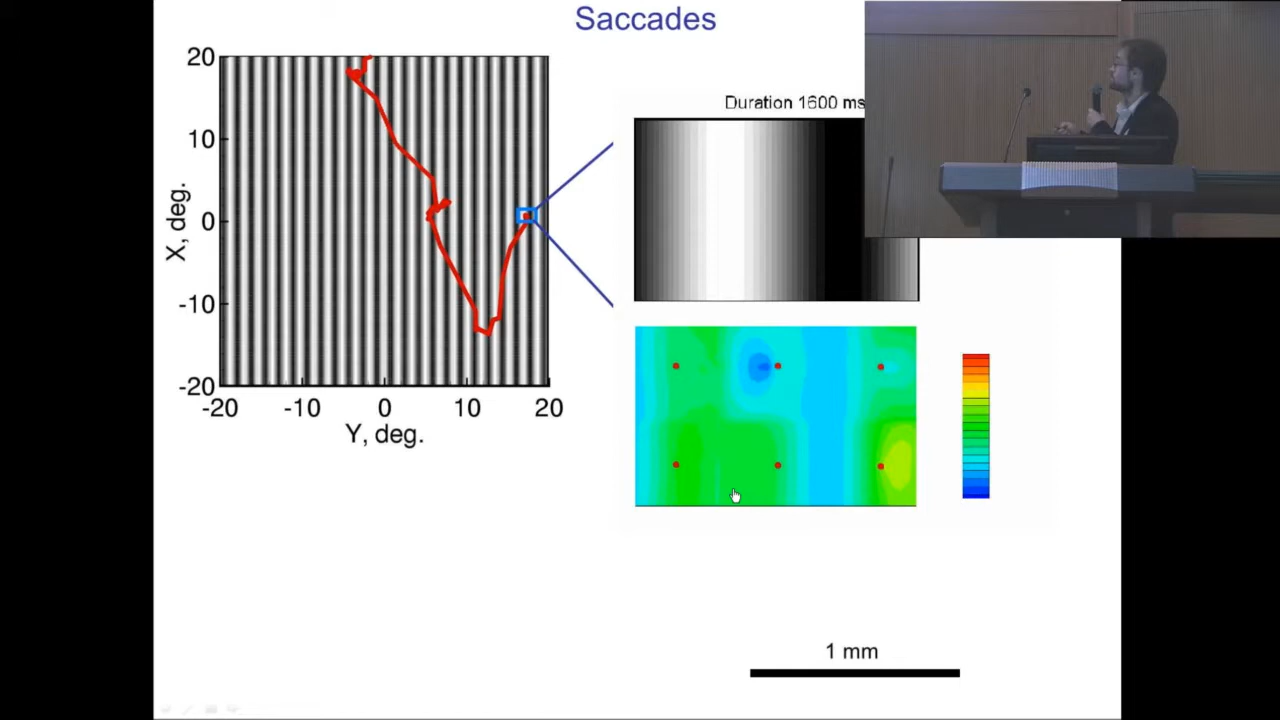 Saccades
20
10
0
-10
-20
X, deg.
-20 -10 0 10 20
Y, deg.
Duration 1600 ms
1 mm